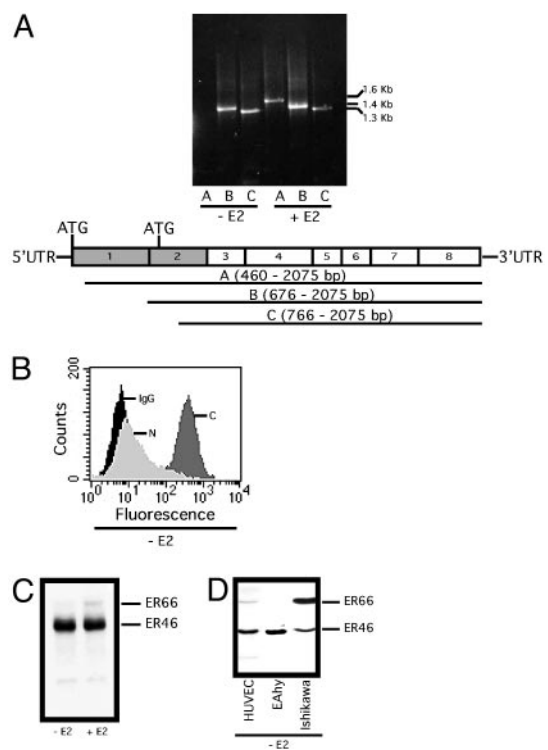 A
1.6 Kb
1.4 Kb
1.3 Kb
A B C A B C
- E2 + E2
ATG ATG
5'UTR 1 2 3 4 5 6 7 8 3'UTR
A (460 - 2075 bp)
B (676 - 2075 bp)
C (766 - 2075 bp)
B
200
Counts
0
IgG
N
C
10⁰ 10¹ 10² 10³ 10⁴
Fluorescence
- E2
C
ER66
ER46
- E2 + E2
D
ER66
ER46
HUVEC
EAhy
Ishikawa
- E2